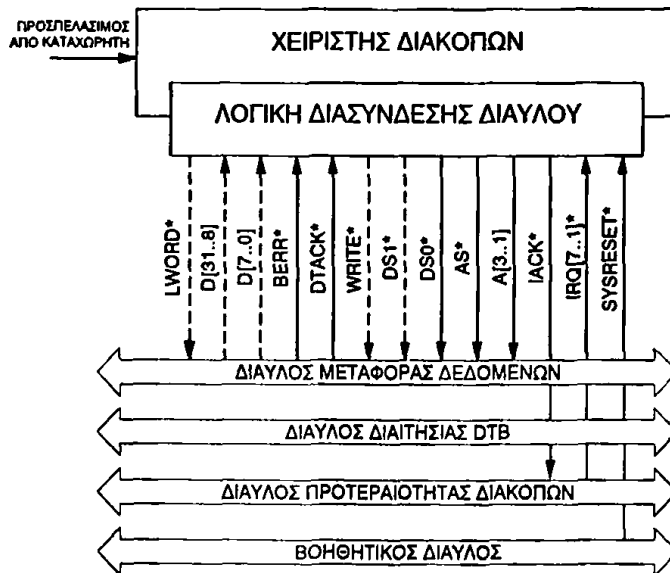 ΠΡΟΣΠΕΛΑΣΙΜΟΣ
ΑΠΟ ΚΑΤΑΧΩΡΗΤΗ
ΧΕΙΡΙΣΤΗΣ ΔΙΑΚΟΠΩΝ
ΛΟΓΙΚΗ ΔΙΑΣΥΝΔΕΣΗΣ ΔΙΑΥΛΟΥ
LWORD*
D[31..8]
D[7..0]
BERR*
DTACK*
WRITE*
DS1*
DS0*
AS*
A[3..1]
IACK*
IRQ[7..1]*
SYSRESET*
ΔΙΑΥΛΟΣ ΜΕΤΑΦΟΡΑΣ ΔΕΔΟΜΕΝΩΝ
ΔΙΑΥΛΟΣ ΔΙΑΙΤΗΣΙΑΣ DTB
ΔΙΑΥΛΟΣ ΠΡΟΤΕΡΑΙΟΤΗΤΑΣ ΔΙΑΚΟΠΩΝ
ΒΟΗΘΗΤΙΚΟΣ ΔΙΑΥΛΟΣ